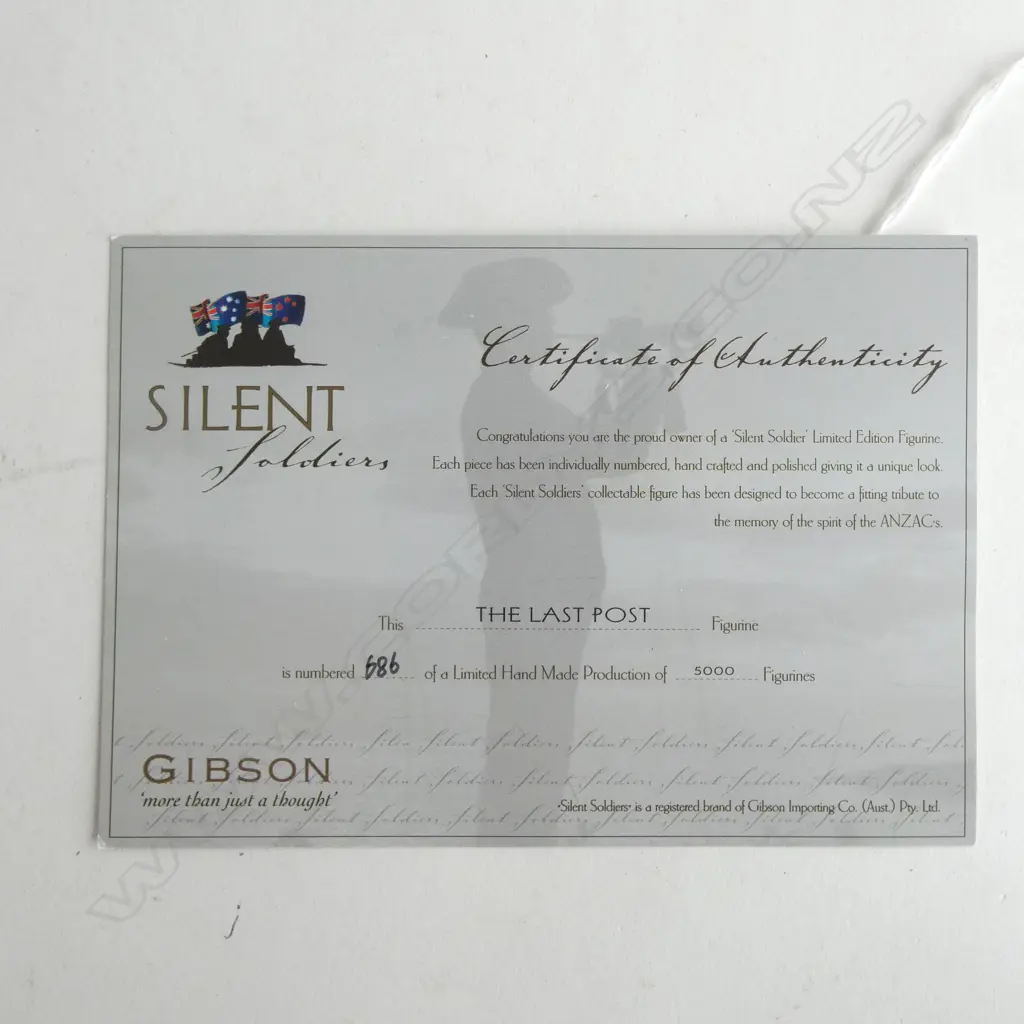 SILENT
Soldiers
Certificate of Authenticity
Congratulations you are the proud owner of a 'Silent Soldier' Limited Edition Figurine.
Each piece has been individually numbered, hand crafted and polished giving it a unique look.
Each 'Silent Soldiers' collectable figure has been designed to become a fitting tribute to
the memory of the spirit of the ANZAC's.
This THE LAST POST Figurine
is numbered of a Limited Hand Made Production of 5000 Figurines
GIBSON
'more than just a thought'
'Silent Soldiers' is a registered brand of Gibson Importing Co. (Aust.) Pty. Ltd.